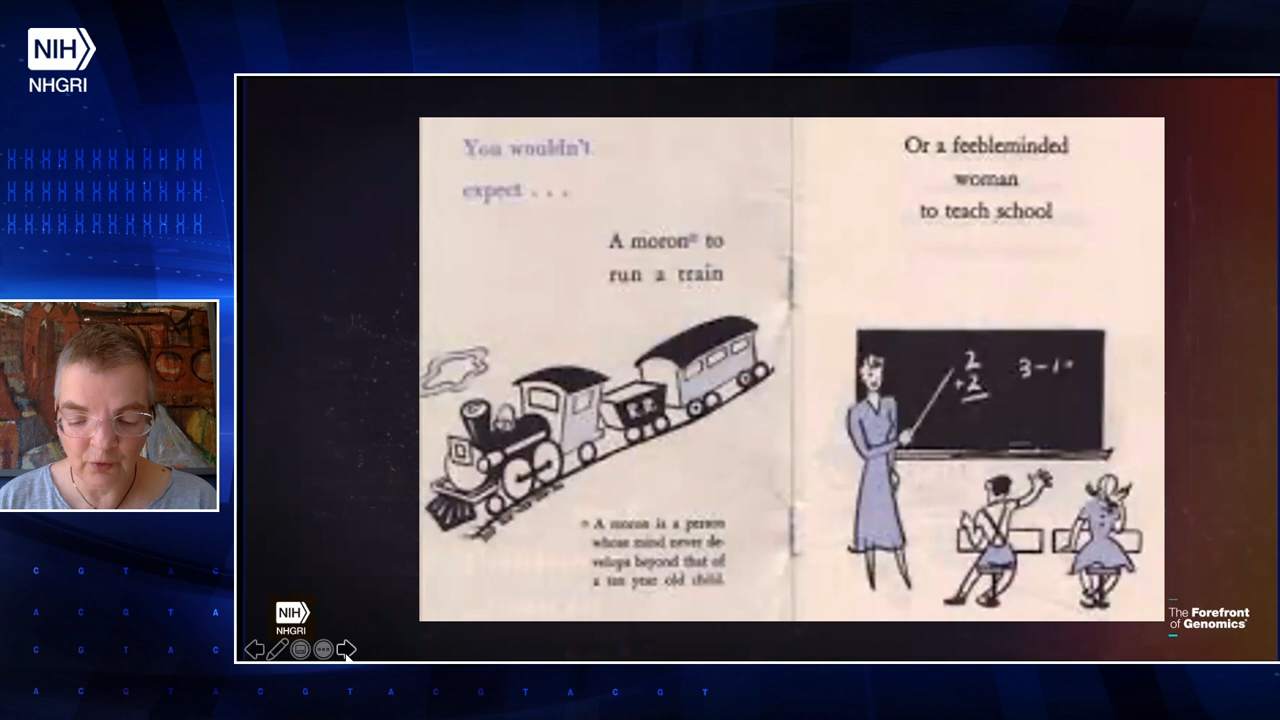 NIH
NHGRI
You wouldn't
expect . . .
A moron* to
run a train
* A moron is a person
whose mind never de-
velops beyond that of
a ten year old child.
Or a feebleminded
woman
to teach school
2
+2
3-1=
NIH
NHGRI
The Forefront
of Genomics®
C G T A C
A C G T A
C G T A C
A C G T A C G T A C G T A C G T